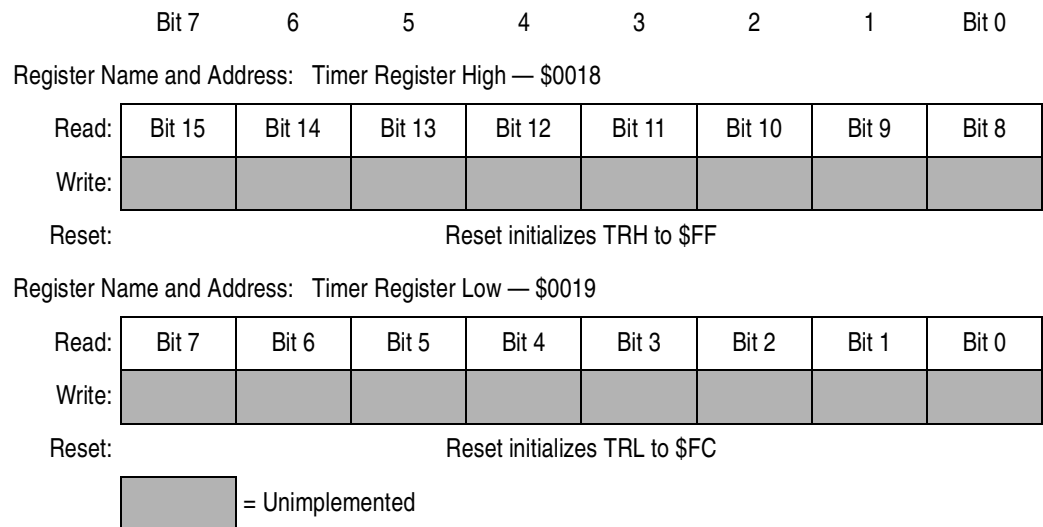 Bit 7 6 5 4 3 2 1 Bit 0
Register Name and Address: Timer Register High — $0018
Read: Bit 15 Bit 14 Bit 13 Bit 12 Bit 11 Bit 10 Bit 9 Bit 8
Write:
Reset: Reset initializes TRH to $FF
Register Name and Address: Timer Register Low — $0019
Read: Bit 7 Bit 6 Bit 5 Bit 4 Bit 3 Bit 2 Bit 1 Bit 0
Write:
Reset: Reset initializes TRL to $FC
= Unimplemented